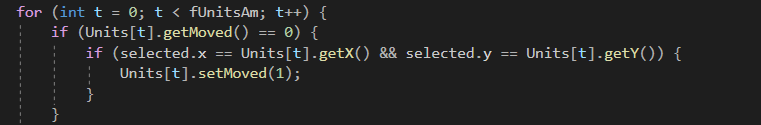 for (int t = 0; t < fUnitsAm; t++) {
if (Units[t].getMoved() == 0) {
if (selected.x == Units[t].getX() && selected.y == Units[t].getY()) {
Units[t].setMoved(1);
}
}